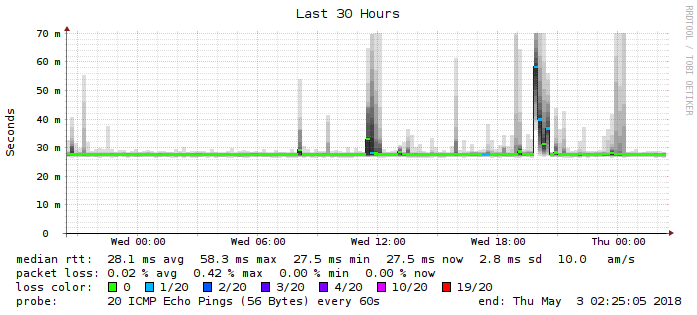 Last 30 Hours
RRDTOOL / TOBI OETIKER
Seconds
70 m
60 m
50 m
40 m
30 m
20 m
10 m
0
Wed 00:00 Wed 06:00 Wed 12:00 Wed 18:00 Thu 00:00
median rtt: 28.1 ms avg 58.3 ms max 27.5 ms min 27.5 ms now 2.8 ms sd 10.0 am/s
packet loss: 0.02 % avg 0.42 % max 0.00 % min 0.00 % now
loss color: 0 1/20 2/20 3/20 4/20 10/20 19/20
probe: 20 ICMP Echo Pings (56 Bytes) every 60s end: Thu May 3 02:25:05 2018